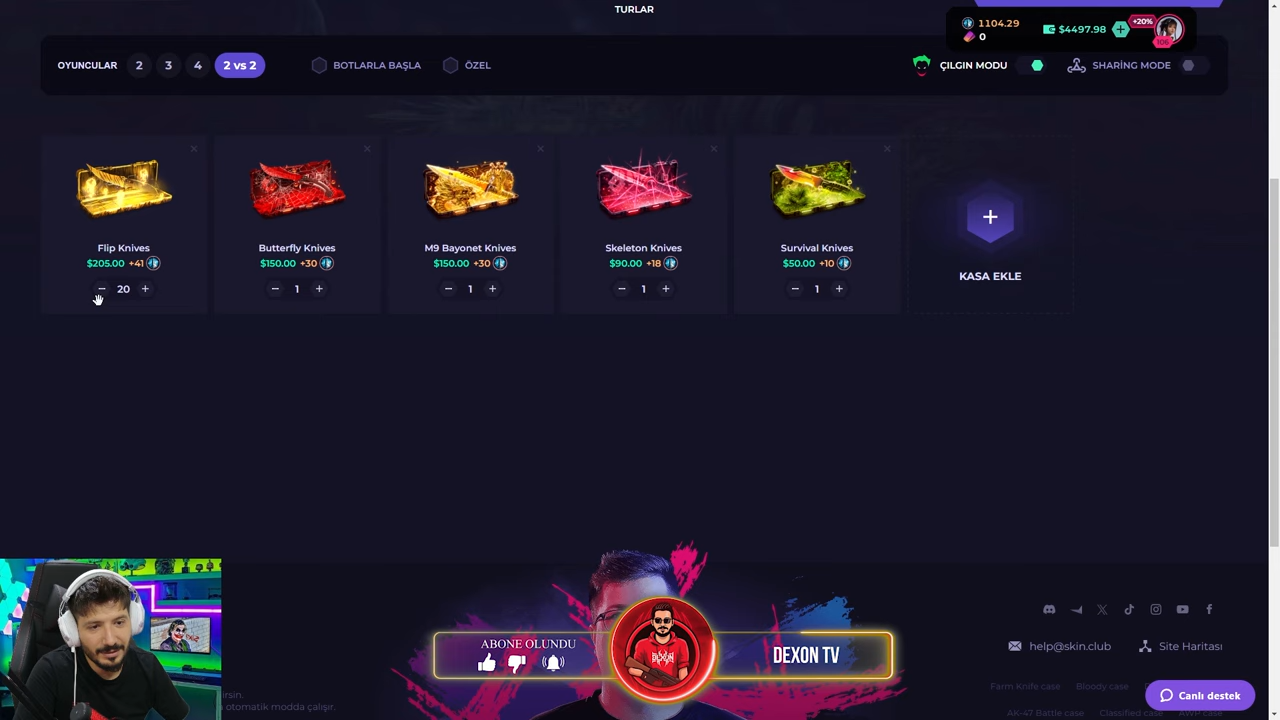 TURLAR
1104.29
0
$4497.98
+20%
106
OYUNCULAR 2 3 4 2 vs 2 BOTLARLA BAŞLA ÖZEL ÇILGIN MODU SHARİNG MODE
Flip Knives
$205.00 +41
− 20 +
Butterfly Knives
$150.00 +30
− 1 +
M9 Bayonet Knives
$150.00 +30
− 1 +
Skeleton Knives
$90.00 +18
− 1 +
Survival Knives
$50.00 +10
− 1 +
KASA EKLE
ABONE OLUNDU
DEXON TV
help@skin.club
Site Haritası
irsin.
otomatik modda çalışır.
Farm Knife case Bloody case
AK-47 Battle case Classified case AWP case
Canlı destek